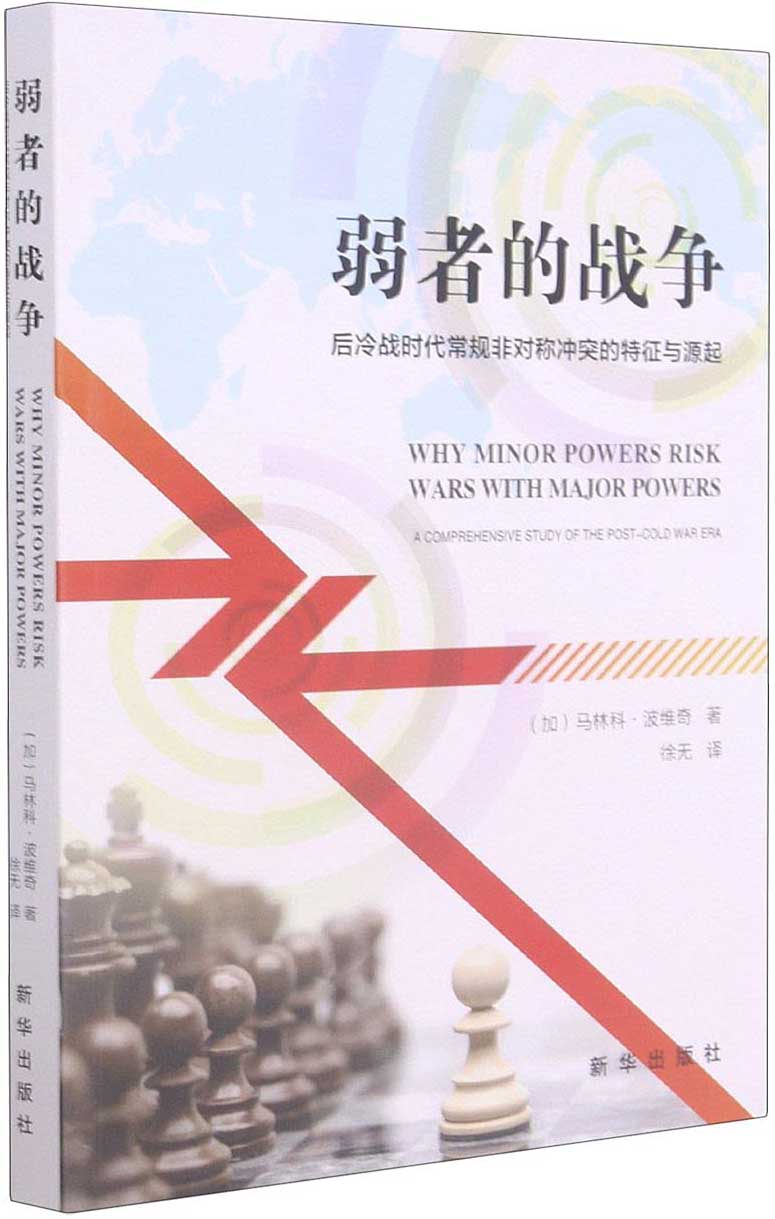 弱者的战争
WHY MINOR POWERS RISK
WARS WITH MAJOR POWERS
（加）马林科·波维奇 著
徐无 译
新华出版社
弱者的战争
后冷战时代常规非对称冲突的特征与源起
WHY MINOR POWERS RISK
WARS WITH MAJOR POWERS
A COMPREHENSIVE STUDY OF THE POST-COLD WAR ERA
（加）马林科·波维奇 著
徐无 译
新华出版社